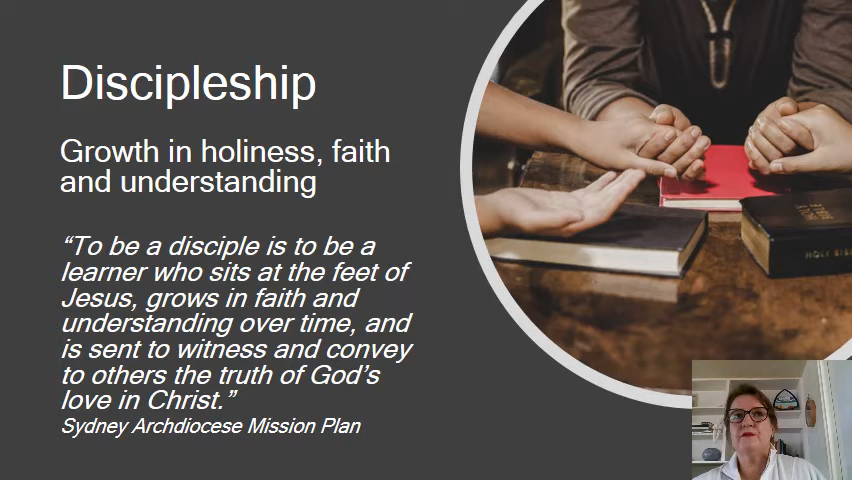 Discipleship
Growth in holiness, faith
and understanding
“To be a disciple is to be a
learner who sits at the feet of
Jesus, grows in faith and
understanding over time, and
is sent to witness and convey
to others the truth of God’s
love in Christ.”
Sydney Archdiocese Mission Plan
HOLY